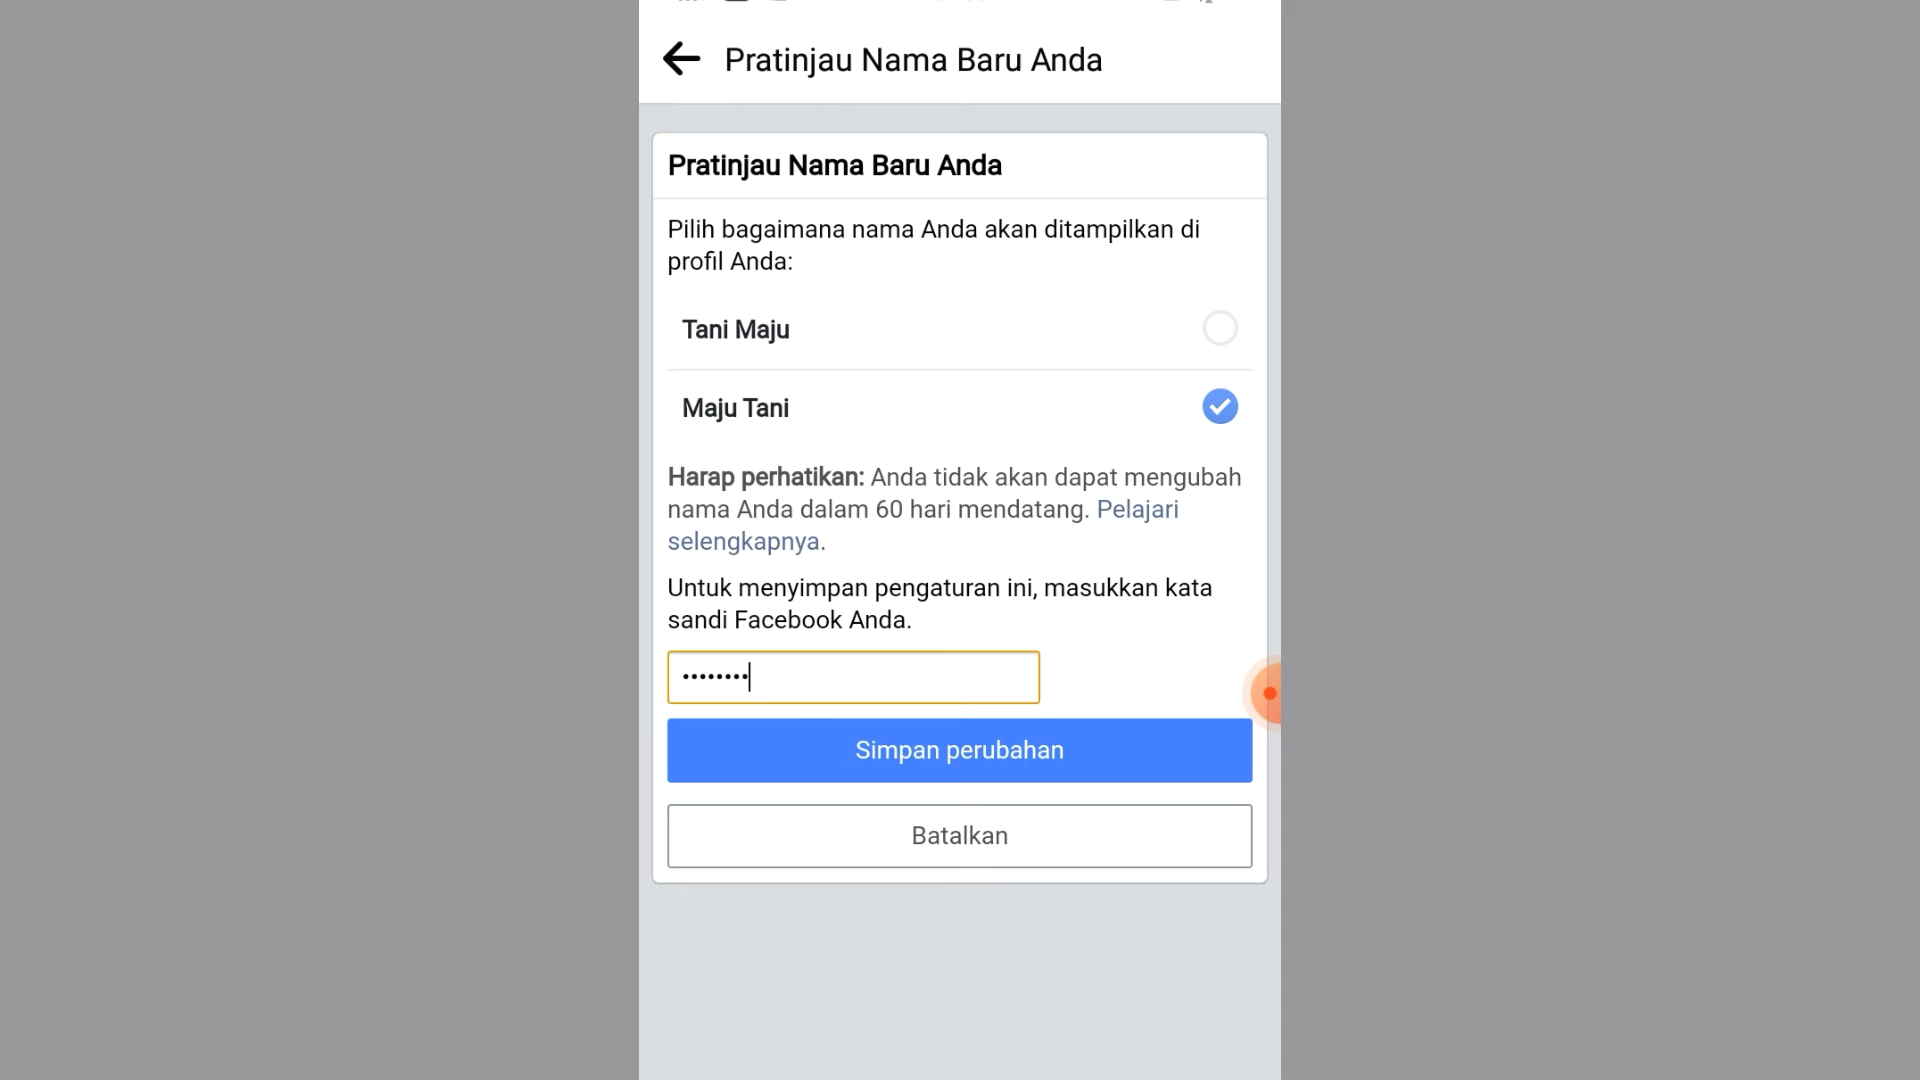 Pratinjau Nama Baru Anda
Pratinjau Nama Baru Anda
Pilih bagaimana nama Anda akan ditampilkan di
profil Anda:
Tani Maju
Maju Tani
Harap perhatikan: Anda tidak akan dapat mengubah
nama Anda dalam 60 hari mendatang. Pelajari
selengkapnya.
Untuk menyimpan pengaturan ini, masukkan kata
sandi Facebook Anda.
••••••••
Simpan perubahan
Batalkan